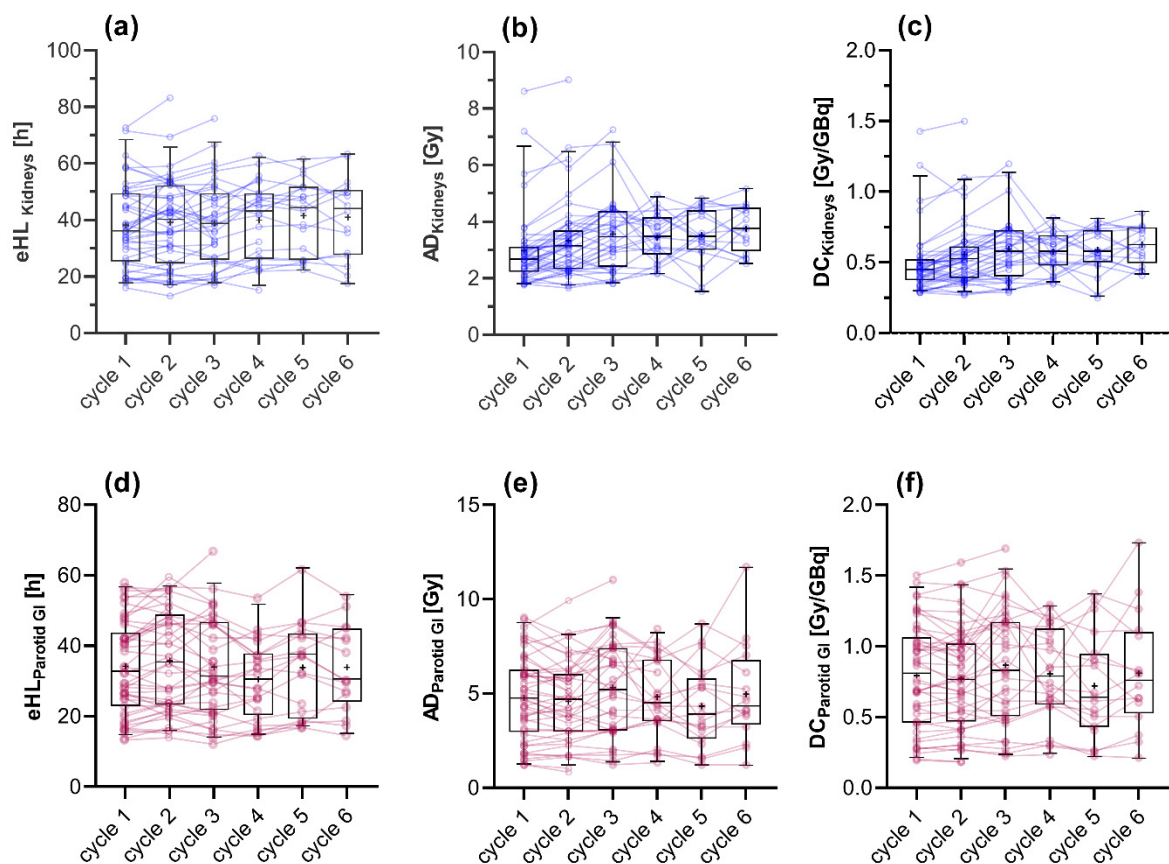 (a)
eHL Kidneys [h]
100
80
60
40
20
0
cycle 1
cycle 2
cycle 3
cycle 4
cycle 5
cycle 6
(b)
ADKidneys [Gy]
10
8
6
4
2
0
cycle 1
cycle 2
cycle 3
cycle 4
cycle 5
cycle 6
(c)
DCKidneys [Gy/GBq]
2.0
1.5
1.0
0.5
0.0
cycle 1
cycle 2
cycle 3
cycle 4
cycle 5
cycle 6
(d)
eHLParotid Gl [h]
80
60
40
20
0
cycle 1
cycle 2
cycle 3
cycle 4
cycle 5
cycle 6
(e)
ADParotid Gl [Gy]
15
10
5
0
cycle 1
cycle 2
cycle 3
cycle 4
cycle 5
cycle 6
(f)
DCParotid Gl [Gy/GBq]
2.0
1.5
1.0
0.5
0.0
cycle 1
cycle 2
cycle 3
cycle 4
cycle 5
cycle 6